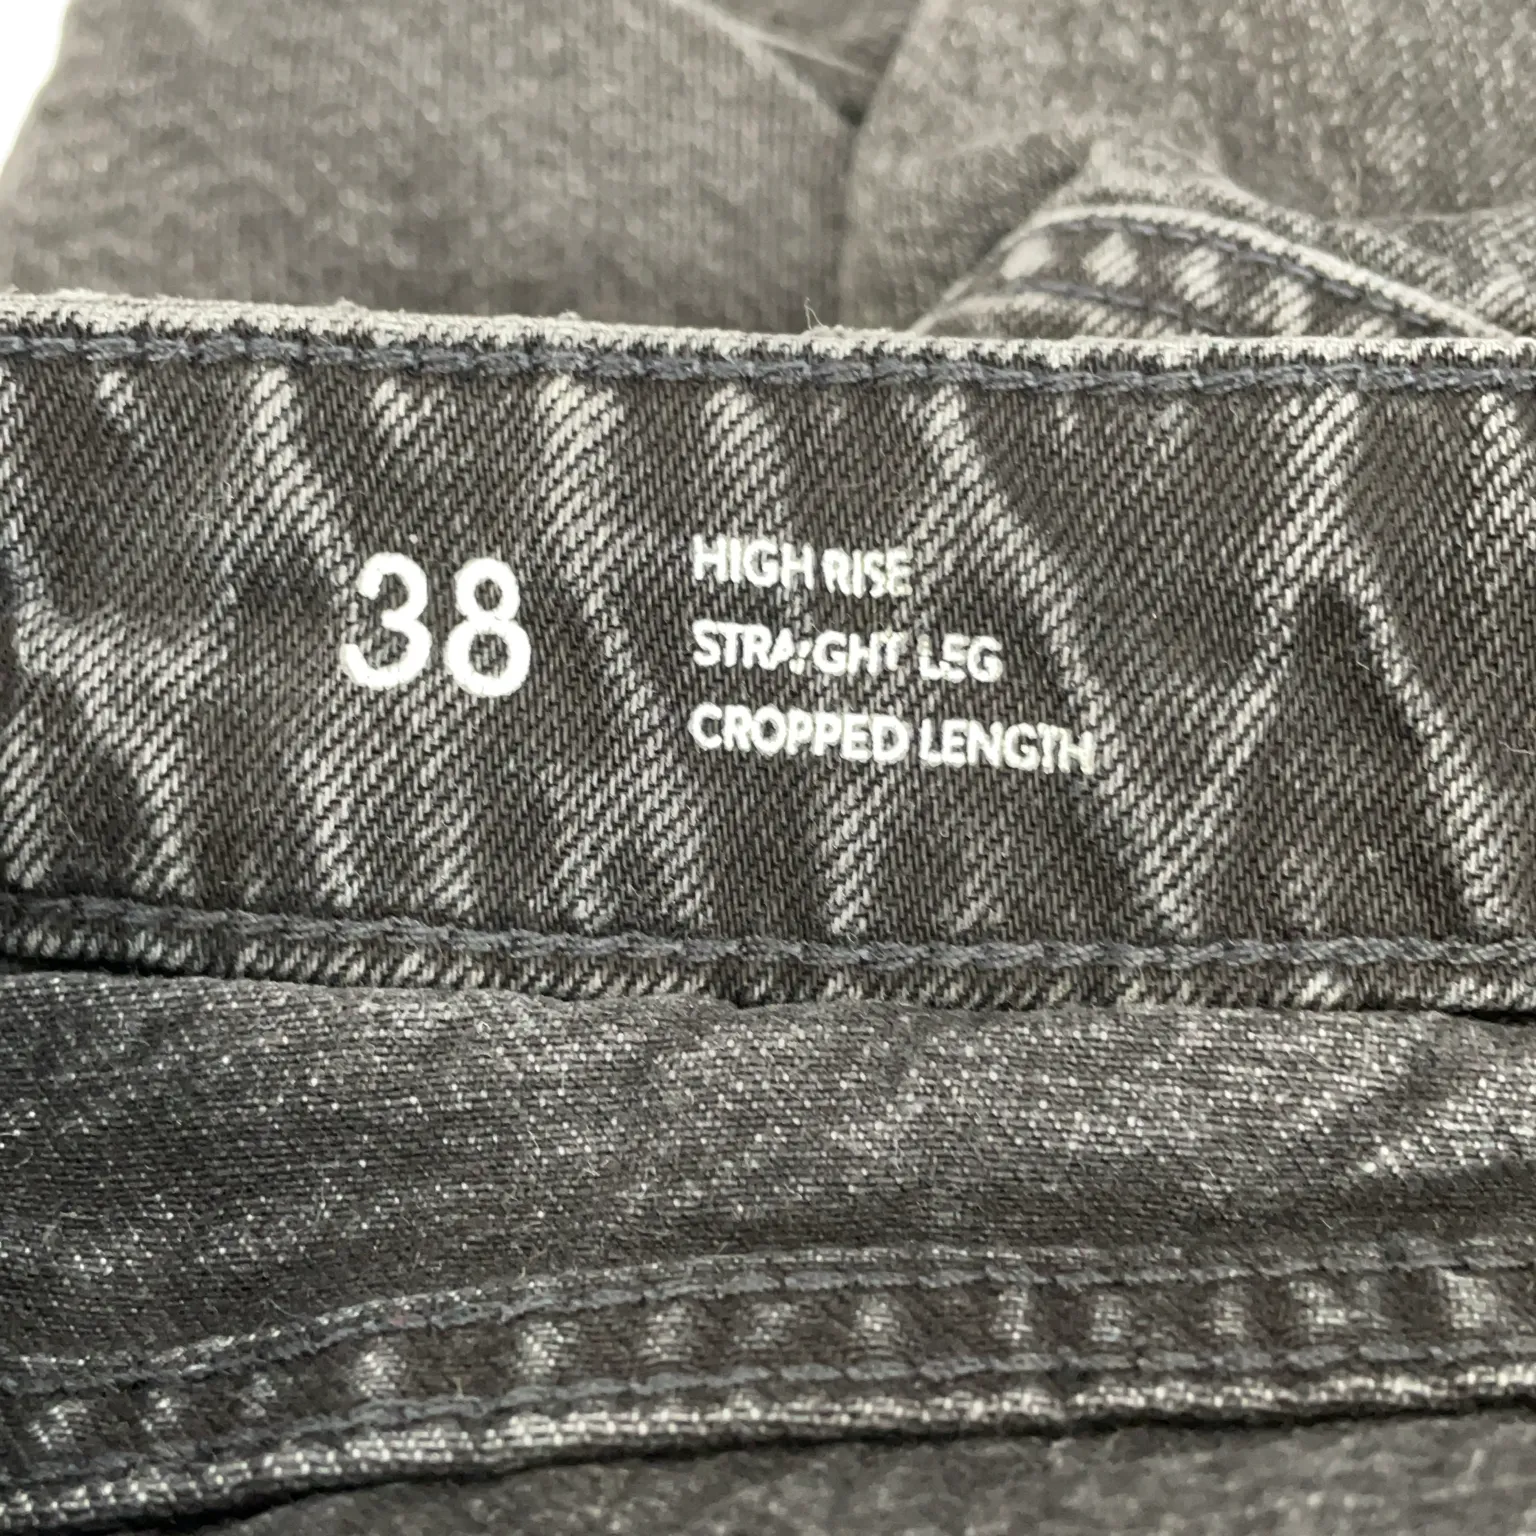 38
HIGH RISE
STRAIGHT LEG
CROPPED LENGTH